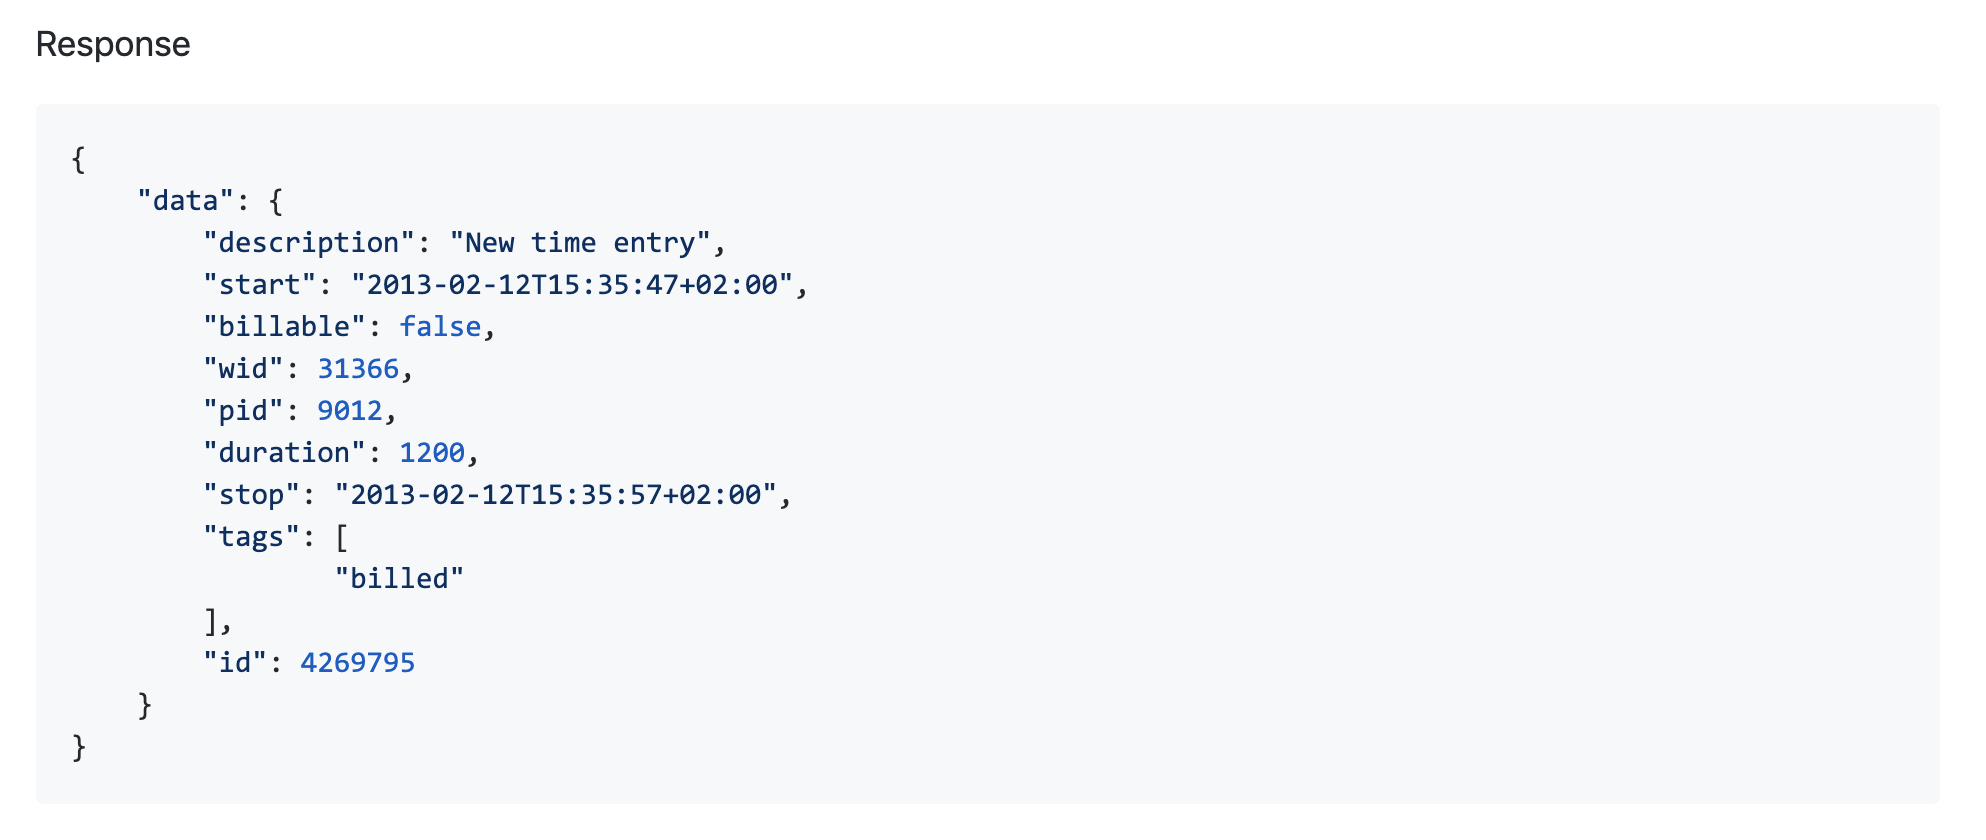 Response
{
    "data": {
        "description": "New time entry",
        "start": "2013-02-12T15:35:47+02:00",
        "billable": false,
        "wid": 31366,
        "pid": 9012,
        "duration": 1200,
        "stop": "2013-02-12T15:35:57+02:00",
        "tags": [
                "billed"
        ],
        "id": 4269795
    }
}